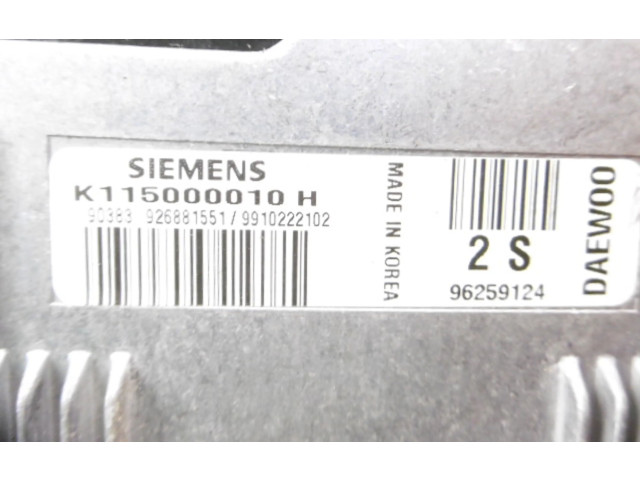 SIEMENS
K115000010 H
90383 926881551/9910222102
MADE IN KOREA
2 S
96259124
DAEWOO